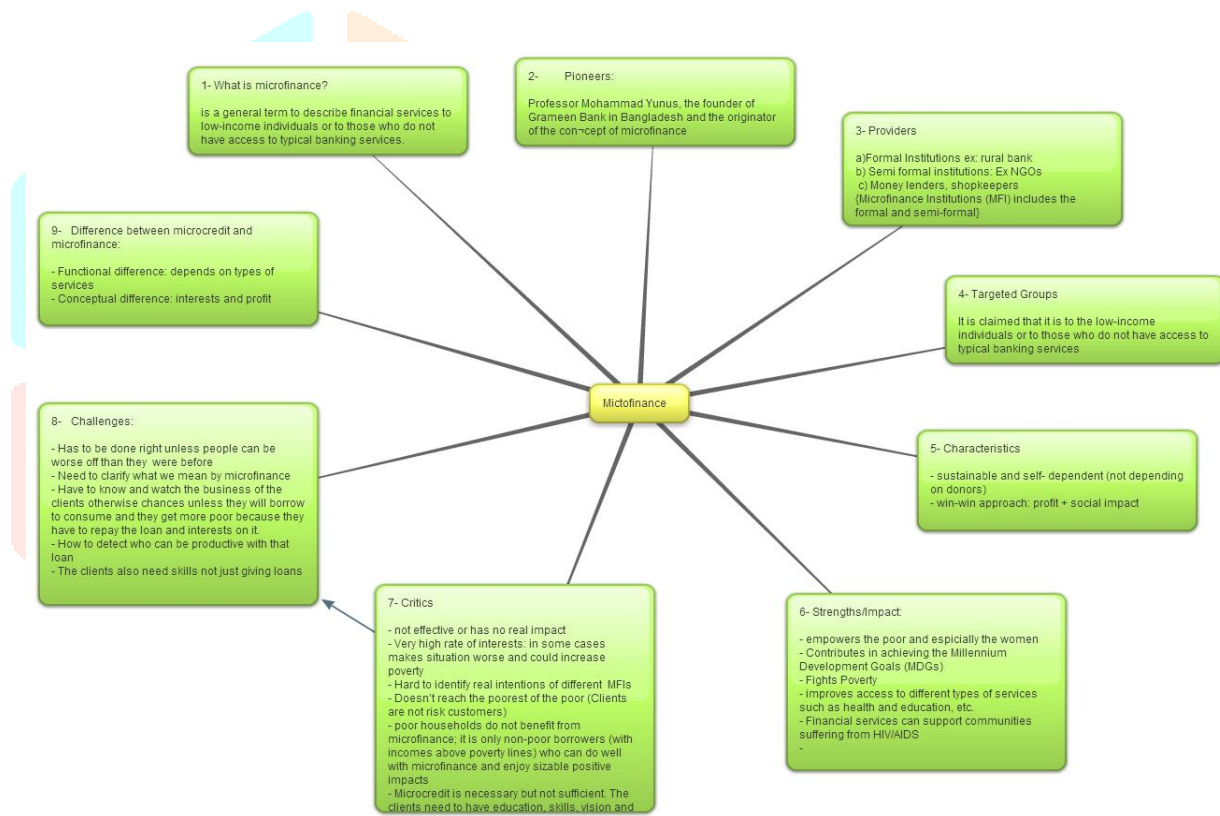 1- What is microfinance?
is a general term to describe financial services to
low-income individuals or to those who do not
have access to typical banking services.
2- Pioneers:
Professor Mohammad Yunus, the founder of
Grameen Bank in Bangladesh and the originator
of the con¬cept of microfinance
3- Providers
a)Formal Institutions ex: rural bank
b) Semi formal institutions: Ex NGOs
c) Money lenders, shopkeepers
{Microfinance Institutions (MFI) includes the
formal and semi-formal}
4- Targeted Groups
It is claimed that it is to the low-income
individuals or to those who do not have access to
typical banking services
Mictofinance
5- Characteristics
- sustainable and self- dependent (not depending
on donors)
- win-win approach: profit + social impact
6- Strengths/Impact:
- empowers the poor and espicially the women
- Contributes in achieving the Millennium
Development Goals (MDGs)
- Fights Poverty
- improves access to different types of services
such as health and education, etc.
- Financial services can support communities
suffering from HIV/AIDS
-
7- Critics
- not effective or has no real impact
- Very high rate of interests: in some cases
makes situation worse and could increase
poverty
- Hard to identify real intentions of different MFIs
- Doesn't reach the poorest of the poor (Clients
are not risk customers)
- poor households do not benefit from
microfinance; it is only non-poor borrowers (with
incomes above poverty lines) who can do well
with microfinance and enjoy sizable positive
impacts
- Microcredit is necessary but not sufficient. The
clients need to have education, skills, vision and
8- Challenges:
- Has to be done right unless people can be
worse off than they were before
- Need to clarify what we mean by microfinance
- Have to know and watch the business of the
clients otherwise chances unless they will borrow
to consume and they get more poor because they
have to repay the loan and interests on it.
- How to detect who can be productive with that
loan
- The clients also need skills not just giving loans
9- Difference between microcredit and
microfinance:
- Functional difference: depends on types of
services
- Conceptual difference: interests and profit